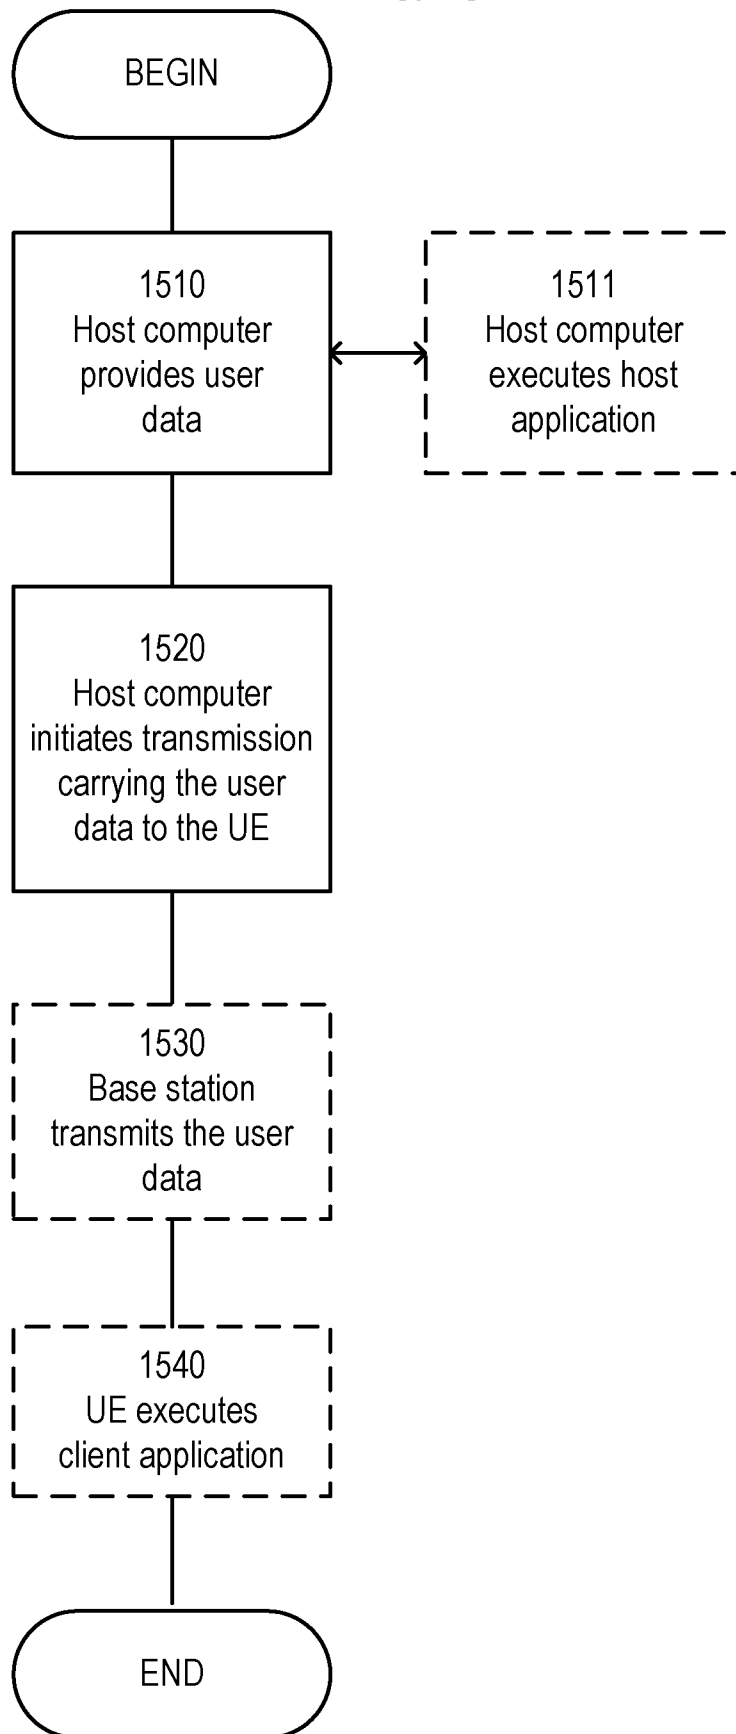 BEGIN
1510
Host computer
provides user
data
1511
Host computer
executes host
application
1520
Host computer
initiates transmission
carrying the user
data to the UE
1530
Base station
transmits the user
data
1540
UE executes
client application
END